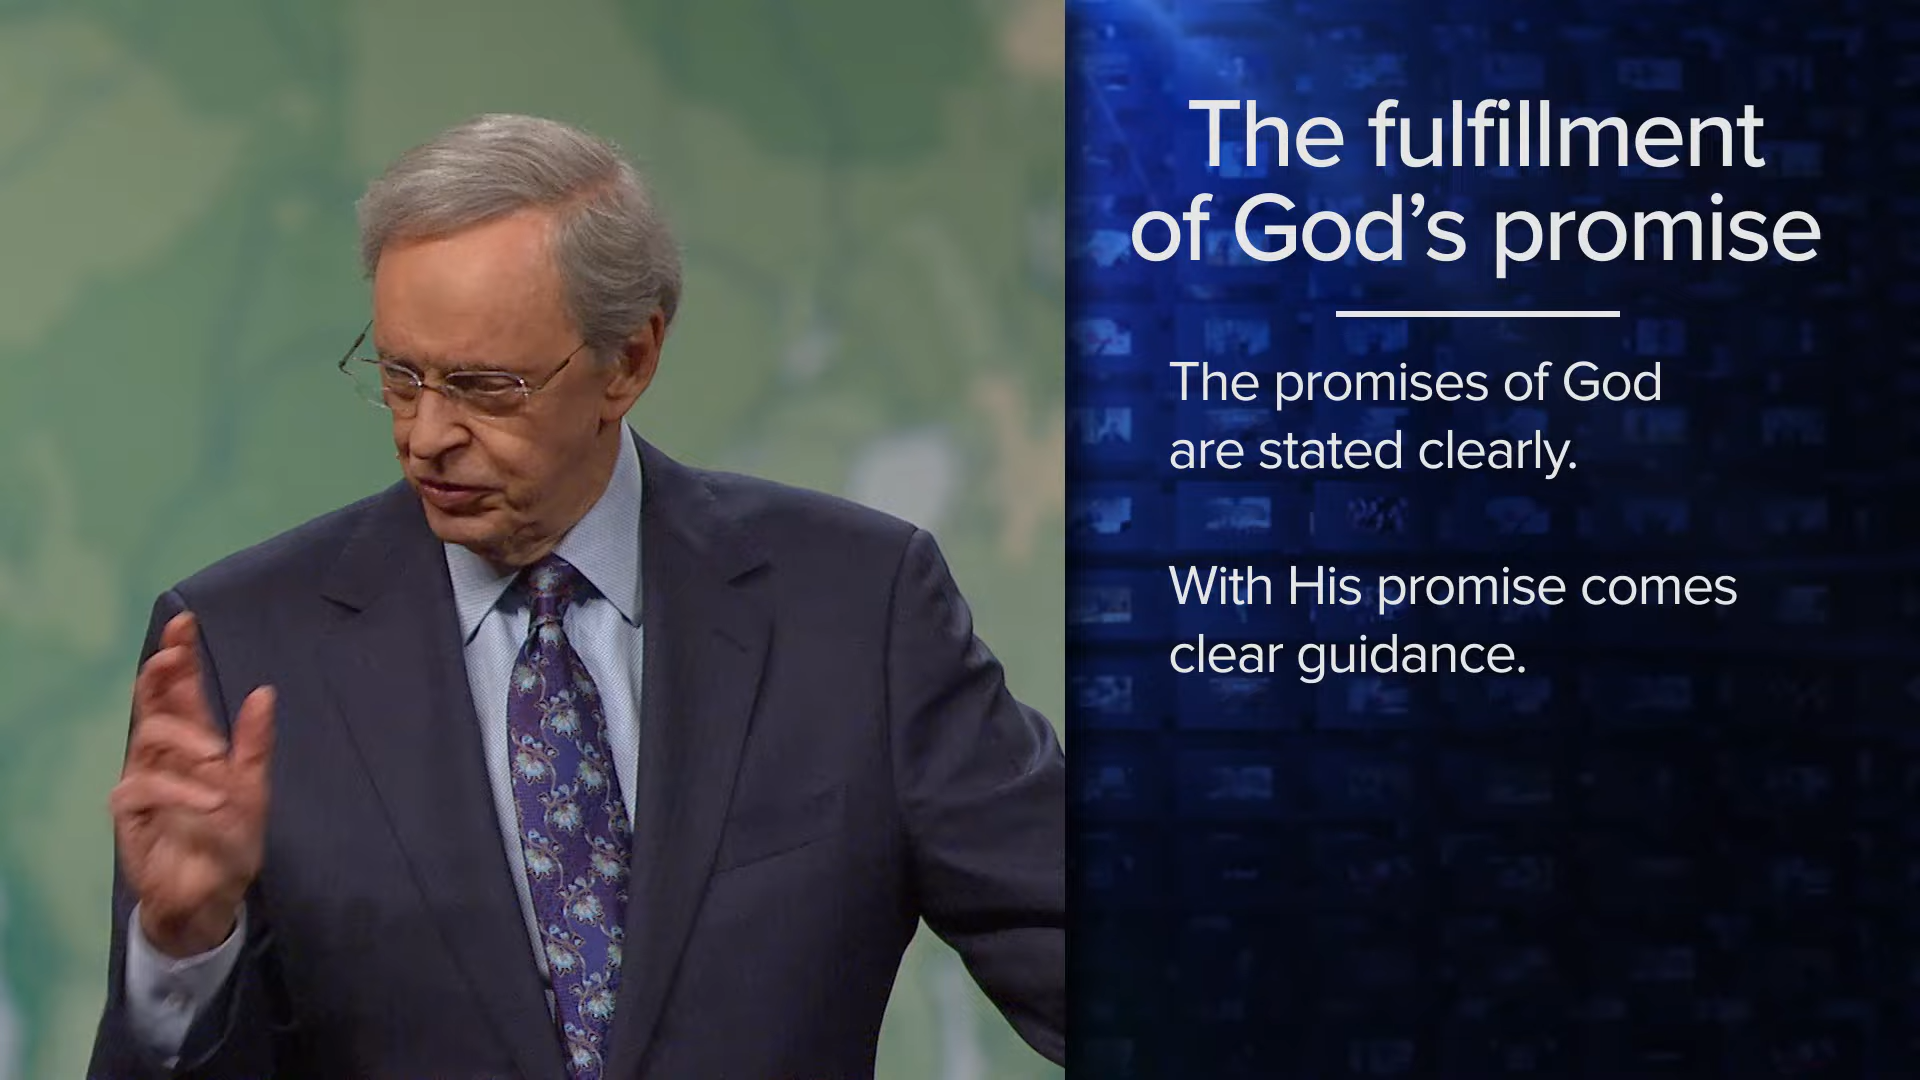 The fulfillment
of God’s promise
The promises of God
are stated clearly.
With His promise comes
clear guidance.